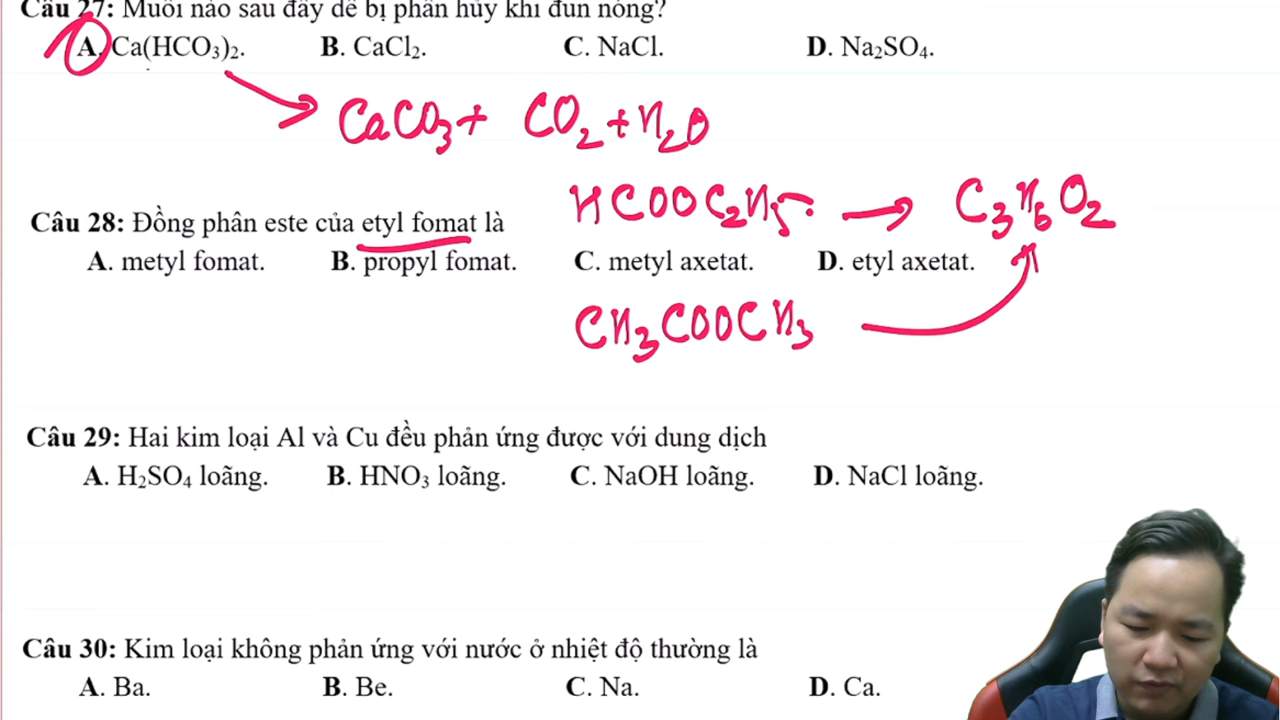 Câu 27: Muối nào sau đây dễ bị phân hủy khi đun nóng?
A. Ca(HCO₃)₂. B. CaCl₂. C. NaCl. D. Na₂SO₄.
CaCO₃ + CO₂ + H₂O
HCOOC₂H₅ → C₃H₆O₂
Câu 28: Đồng phân este của etyl fomat là
A. metyl fomat. B. propyl fomat. C. metyl axetat. D. etyl axetat.
CH₃COOCH₃
Câu 29: Hai kim loại Al và Cu đều phản ứng được với dung dịch
A. H₂SO₄ loãng. B. HNO₃ loãng. C. NaOH loãng. D. NaCl loãng.
Câu 30: Kim loại không phản ứng với nước ở nhiệt độ thường là
A. Ba. B. Be. C. Na. D. Ca.